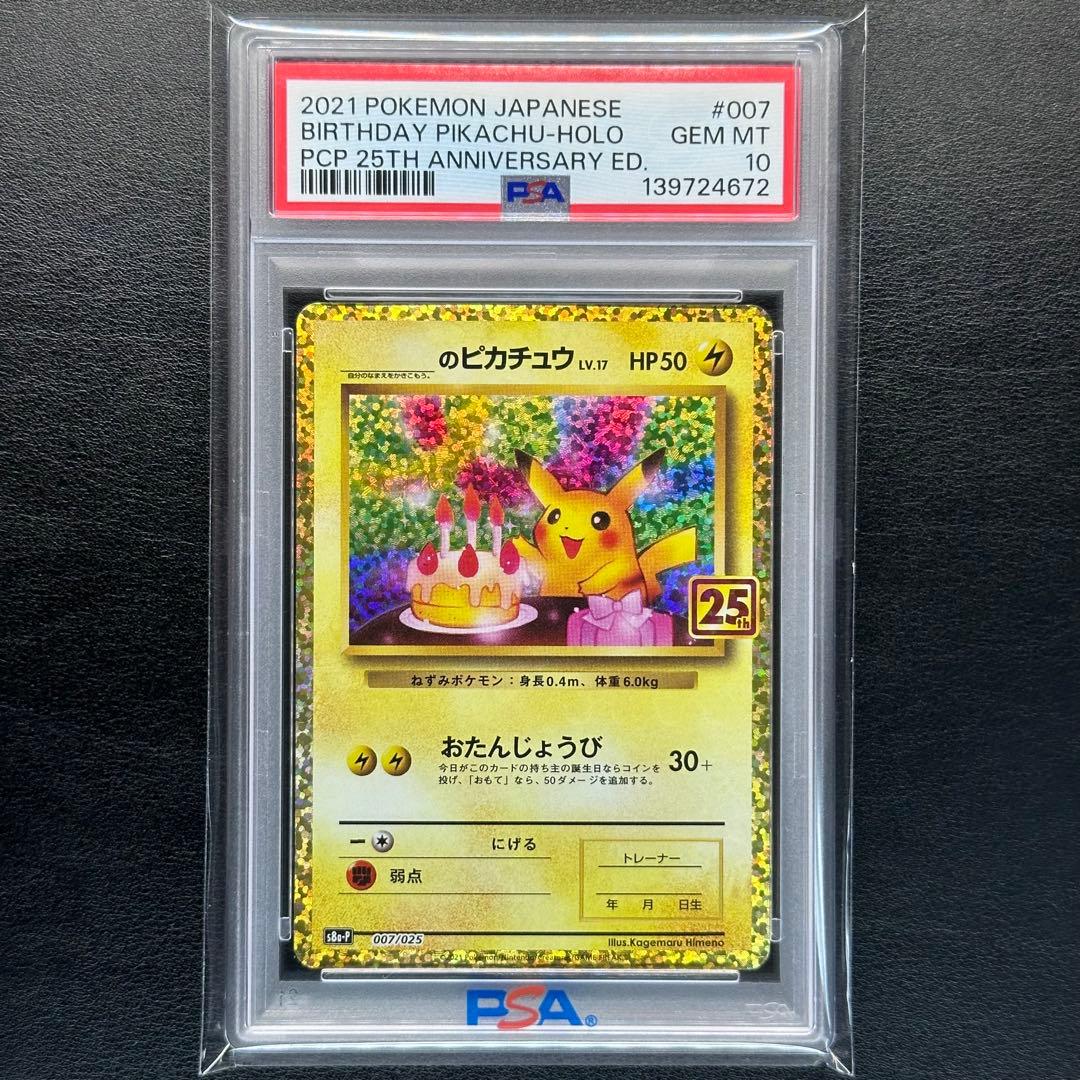 2021 POKEMON JAPANESE #007
BIRTHDAY PIKACHU-HOLO GEM MT
PCP 25TH ANNIVERSARY ED. 10
PSA 139724672
のピカチュウ LV.17 HP50
自分のなまえをかきこもう。
25th
ねずみポケモン：身長0.4m、体重6.0kg
おたんじょうび 30+
今日がこのカードの持ち主の誕生日ならコインを
投げ、「おもて」なら、50ダメージを追加する。
にげる
弱点
トレーナー
年 月 日生
s8a-P 007/025
Illus.Kagemaru Himeno
©2021 Pokémon/Nintendo/Creatures/GAME FREAK.
PSA®